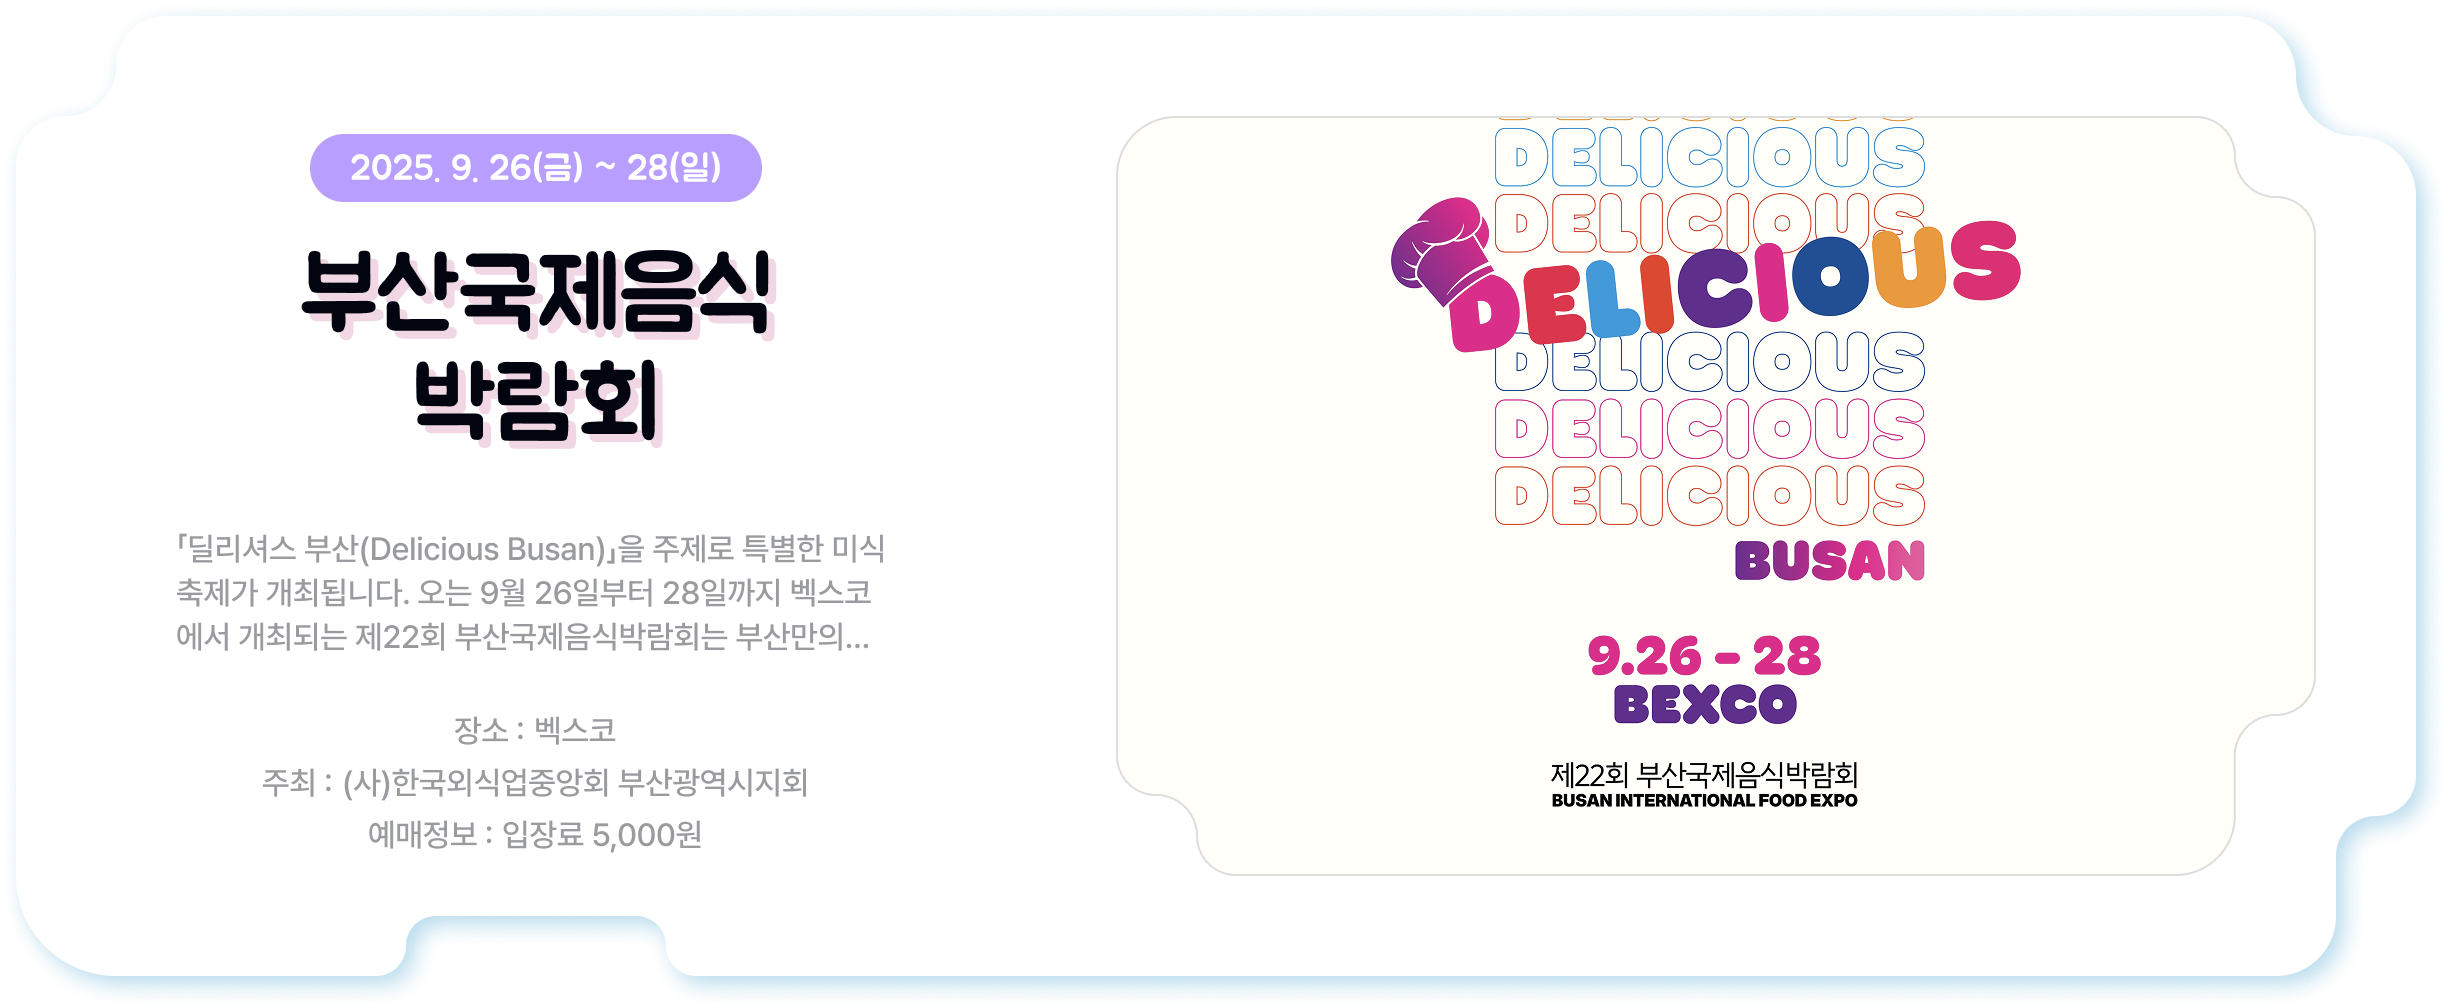 2025. 9. 26(금) ~ 28(일)
부산국제음식
박람회
「딜리셔스 부산(Delicious Busan)」을 주제로 특별한 미식
축제가 개최됩니다. 오는 9월 26일부터 28일까지 벡스코
에서 개최되는 제22회 부산국제음식박람회는 부산만의...
장소 : 벡스코
주최 : (사)한국외식업중앙회 부산광역시지회
예매정보 : 입장료 5,000원
DELICIOUS
DELICIOUS
DELICIOUS
DELICIOUS
DELICIOUS
DELICIOUS
BUSAN
9.26 - 28
BEXCO
제22회 부산국제음식박람회
BUSAN INTERNATIONAL FOOD EXPO